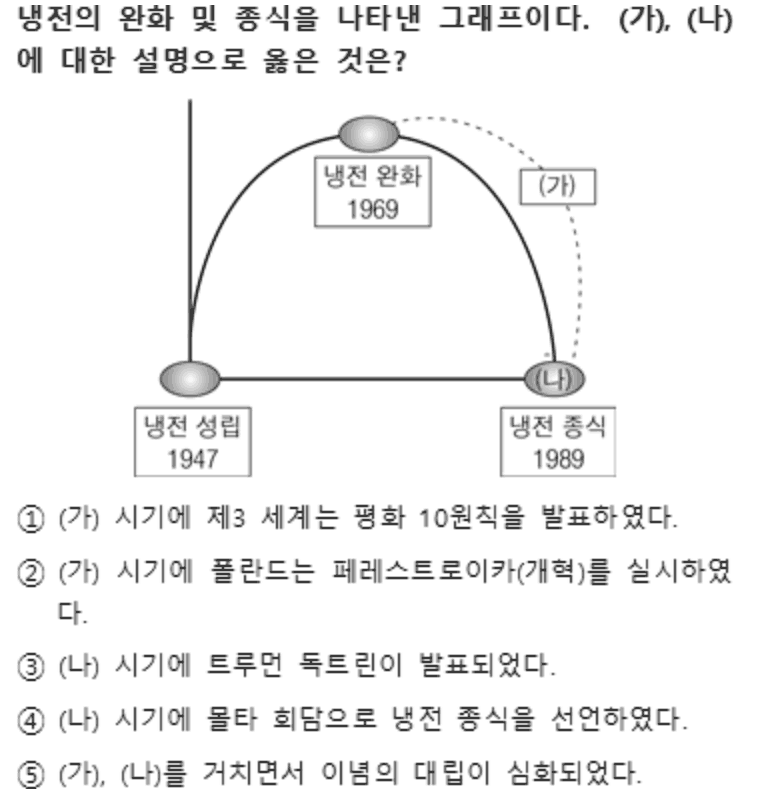 냉전의 완화 및 종식을 나타낸 그래프이다. (가), (나)
에 대한 설명으로 옳은 것은?
냉전 완화
1969
(가)
(나)
냉전 성립
1947
냉전 종식
1989
① (가) 시기에 제3 세계는 평화 10원칙을 발표하였다.
② (가) 시기에 폴란드는 페레스트로이카(개혁)를 실시하였
다.
③ (나) 시기에 트루먼 독트린이 발표되었다.
④ (나) 시기에 몰타 회담으로 냉전 종식을 선언하였다.
⑤ (가), (나)를 거치면서 이념의 대립이 심화되었다.